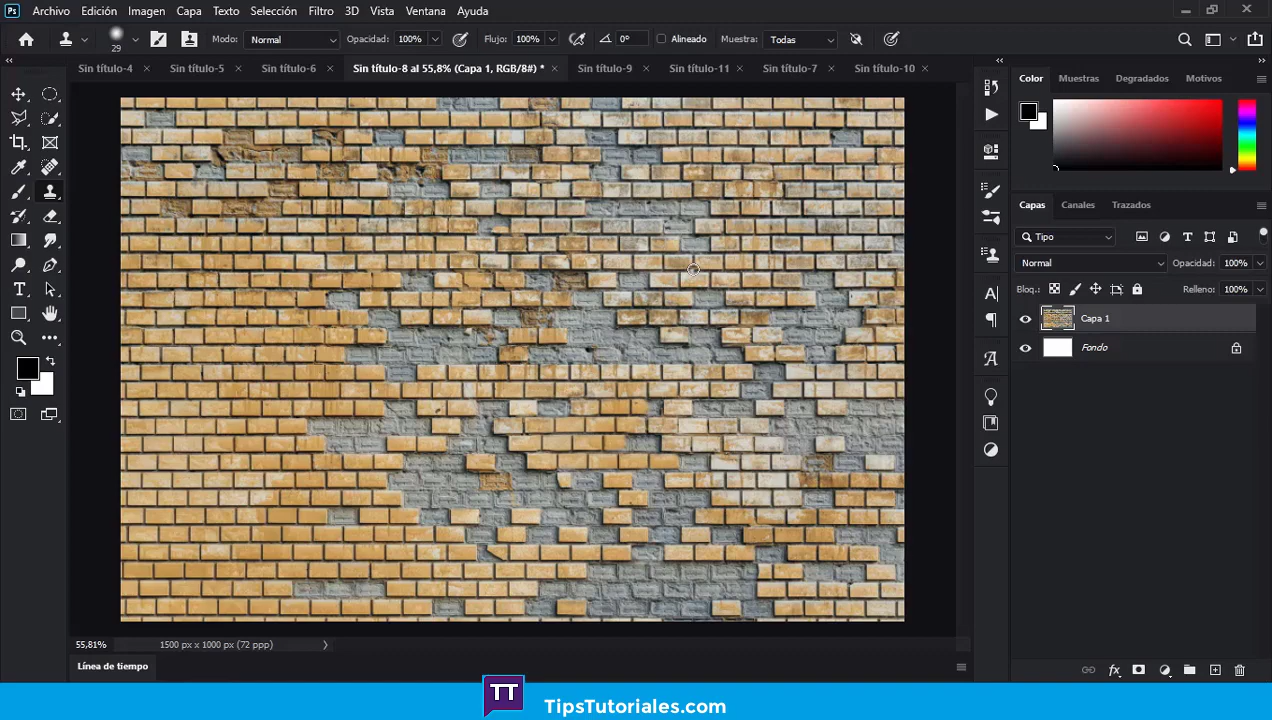 Ps Archivo Edición Imagen Capa Texto Selección Filtro 3D Vista Ventana Ayuda
29 Modo: Normal Opacidad: 100% Flujo: 100% 0° Alineado Muestra: Todas
Sin título-4 × Sin título-5 × Sin título-6 × Sin título-8 al 55,8% (Capa 1, RGB/8#) * × Sin título-9 × Sin título-11 × Sin título-7 × Sin título-10 ×
Color Muestras Degradados Motivos
Capas Canales Trazados
Tipo
Normal Opacidad: 100%
Bloq.: Relleno: 100%
Capa 1
Fondo
55,81% 1500 px x 1000 px (72 ppp)
Línea de tiempo
TT TipsTutoriales.com